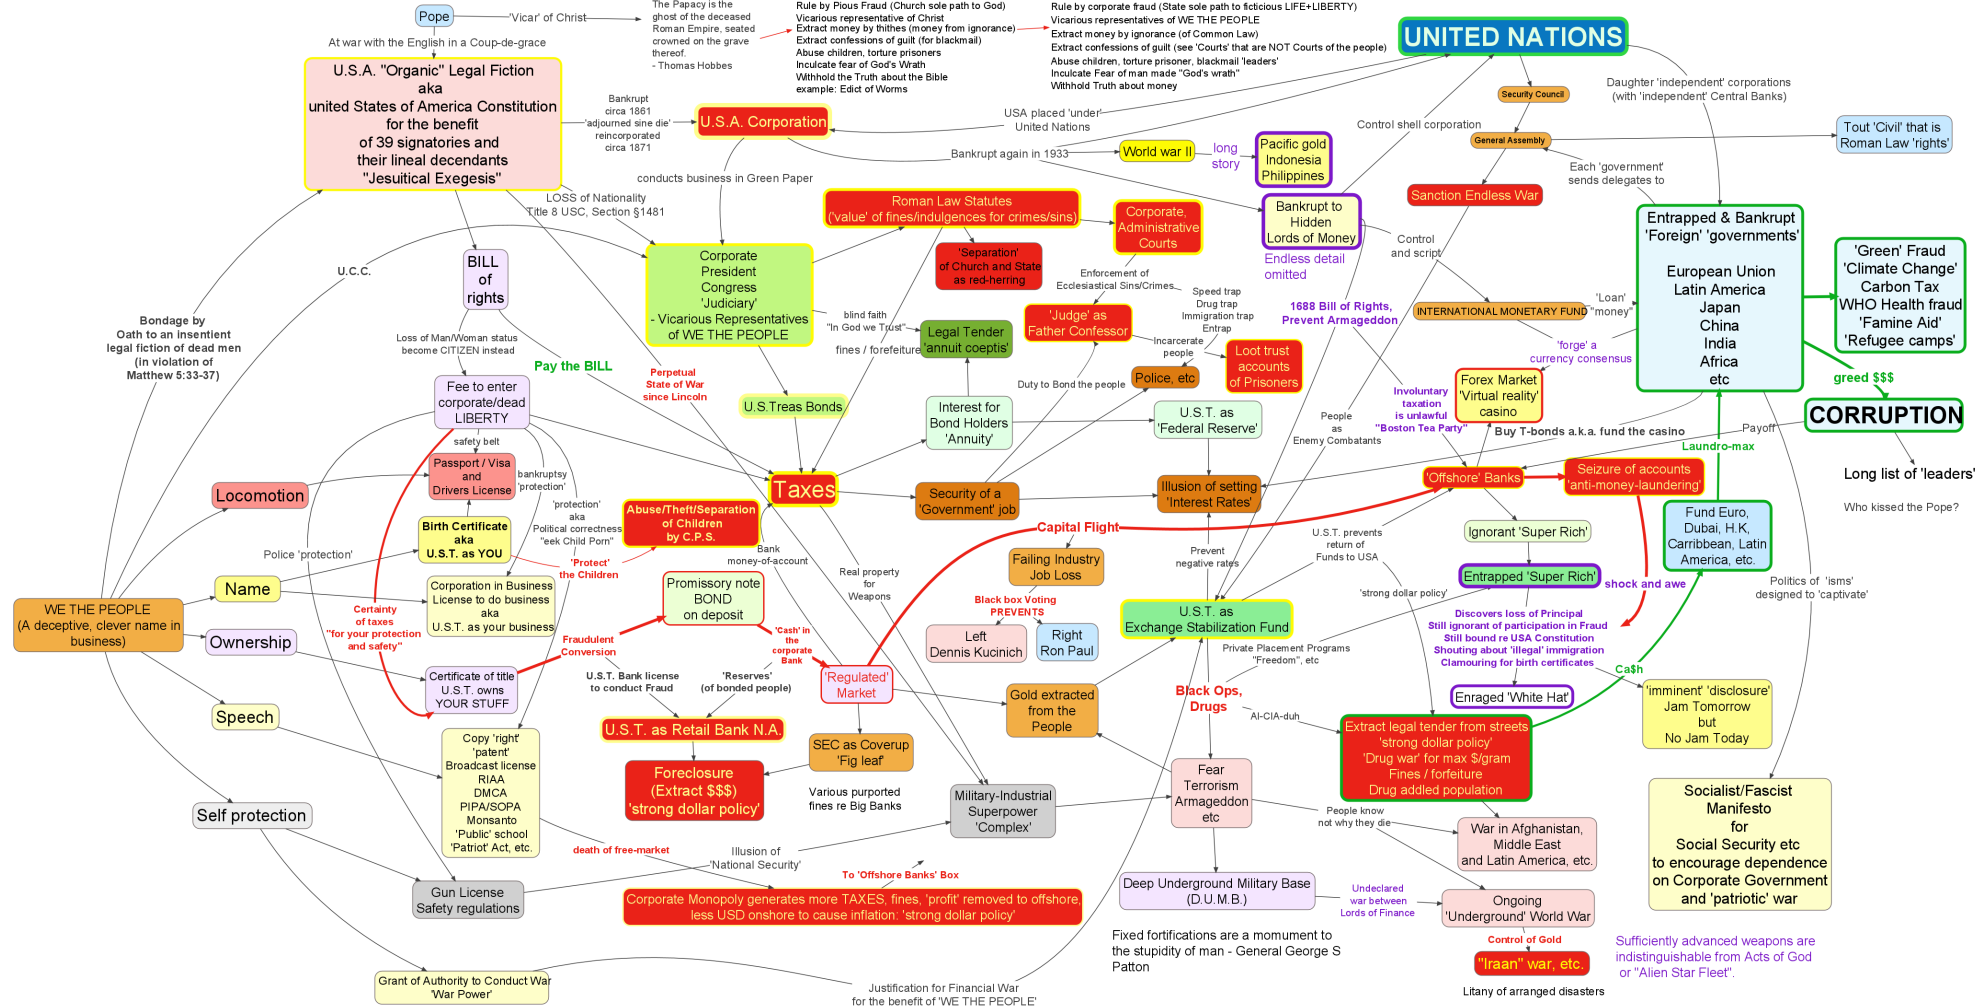 Pope
'Vicar' of Christ
The Papacy is the
ghost of the deceased
Roman Empire, seated
crowned on the grave
thereof.
- Thomas Hobbes
Rule by Pious Fraud (Church sole path to God)
Vicarious representative of Christ
Extract money by thithes (money from ignorance)
Extract confessions of guilt (for blackmail)
Abuse children, torture prisoners
Inculcate fear of God's Wrath
Withhold the Truth about the Bible
example: Edict of Worms
Rule by corporate fraud (State sole path to ficticious LIFE+LIBERTY)
Vicarious representatives of WE THE PEOPLE
Extract money by ignorance (of Common Law)
Extract confessions of guilt (see 'Courts' that are NOT Courts of the people)
Abuse children, torture prisoner, blackmail 'leaders'
Inculcate Fear of man made "God's wrath"
Withhold Truth about money
UNITED NATIONS
At war with the English in a Coup-de-grace
U.S.A. "Organic" Legal Fiction
aka
united States of America Constitution
for the benefit
of 39 signatories and
their lineal decendants
"Jesuitical Exegesis"
Bankrupt
circa 1861
'adjourned sine die'
reincorporated
circa 1871
U.S.A. Corporation
USA placed 'under'
United Nations
Security Council
General Assembly
Sanction Endless War
Daughter 'independent' corporations
(with 'independent' Central Banks)
Tout 'Civil' that is
Roman Law 'rights'
Each 'government'
sends delegates to
Control shell corporation
Bankrupt again in 1933
World war II
long
story
Pacific gold
Indonesia
Philippines
conducts business in Green Paper
LOSS of Nationality
Title 8 USC, Section §1481
Roman Law Statutes
('value' of fines/indulgences for crimes/sins)
Corporate,
Administrative
Courts
Bankrupt to
Hidden
Lords of Money
Endless detail
omitted
Control
and script
Entrapped & Bankrupt
'Foreign' 'governments'
European Union
Latin America
Japan
China
India
Africa
etc
'Green' Fraud
'Climate Change'
Carbon Tax
WHO Health fraud
'Famine Aid'
'Refugee camps'
U.C.C.
BILL
of
rights
Corporate
President
Congress
'Judiciary'
- Vicarious Representatives
of WE THE PEOPLE
'Separation'
of Church and State
as red-herring
Enforcement of
Ecclesiastical Sins/Crimes
Speed trap
Drug trap
Immigration trap
Entrap
1688 Bill of Rights,
Prevent Armageddon
INTERNATIONAL MONETARY FUND
'Loan'
"money"
Bondage by
Oath to an insentient
legal fiction of dead men
(in violation of
Matthew 5:33-37)
blind faith
"In God we Trust"
Legal Tender
'annuit coeptis'
fines / forefeiture
'Judge' as
Father Confessor
Incarcerate
people
Loot trust
accounts
of Prisoners
Police, etc
'forge' a
currency consensus
Loss of Man/Woman status
become CITIZEN instead
Pay the BILL
Perpetual
State of War
since Lincoln
Fee to enter
corporate/dead
LIBERTY
U.S.Treas Bonds
Duty to Bond the people
Interest for
Bond Holders
'Annuity'
U.S.T. as
'Federal Reserve'
Involuntary
taxation
is unlawful
"Boston Tea Party"
Forex Market
'Virtual reality'
casino
greed $$$
CORRUPTION
People
as
Enemy Combatants
Buy T-bonds a.k.a. fund the casino
Payoff
Laundro-max
Long list of 'leaders'
Who kissed the Pope?
safety belt
Passport / Visa
and
Drivers License
bankruptsy
'protection'
Locomotion
Taxes
Security of a
'Government' job
Illusion of setting
'Interest Rates'
'Offshore' Banks
Seizure of accounts
'anti-money-laundering'
Birth Certificate
aka
U.S.T. as YOU
'protection'
aka
Political correctness
"eek Child Porn"
Abuse/Theft/Separation
of Children
by C.P.S.
Capital Flight
Ignorant 'Super Rich'
Fund Euro,
Dubai, H.K,
Carribbean, Latin
America, etc.
Police 'protection'
'Protect'
the Children
Bank
money-of-account
Real property
for
Weapons
Failing Industry
Job Loss
Prevent
negative rates
U.S.T. prevents
return of
Funds to USA
Entrapped 'Super Rich'
shock and awe
Name
Corporation in Business
License to do business
aka
U.S.T. as your business
Promissory note
BOND
on deposit
Black box Voting
PREVENTS
'strong dollar policy'
Politics of  'isms'
designed to 'captivate'
WE THE PEOPLE
(A deceptive, clever name in
business)
Certainty
of taxes
"for your protection
and safety"
Ownership
Fraudulent
Conversion
'Cash' in
the
corporate
Bank
Left
Dennis Kucinich
Right
Ron Paul
U.S.T. as
Exchange Stabilization Fund
Discovers loss of Principal
Still ignorant of participation in Fraud
Still bound re USA Constitution
Shouting about 'illegal' immigration
Clamouring for birth certificates
Private Placement Programs
"Freedom", etc
Certificate of title
U.S.T. owns
YOUR STUFF
U.S.T. Bank license
to conduct Fraud
'Reserves'
(of bonded people)
'Regulated'
Market
Gold extracted
from the
People
Black Ops,
Drugs
AI-CIA-duh
Ca$h
Enraged 'White Hat'
'imminent' 'disclosure'
Jam Tomorrow
but
No Jam Today
Speech
U.S.T. as Retail Bank N.A.
SEC as Coverup
'Fig leaf'
Extract legal tender from streets
'strong dollar policy'
'Drug war' for max $/gram
Fines / forfeiture
Drug addled population
Copy 'right'
'patent'
Broadcast license
RIAA
DMCA
PIPA/SOPA
Monsanto
'Public' school
'Patriot' Act, etc.
Foreclosure
(Extract $$$)
'strong dollar policy'
Various purported
fines re Big Banks
Military-Industrial
Superpower
'Complex'
Fear
Terrorism
Armageddon
etc
People know
not why they die
War in Afghanistan,
Middle East
and Latin America, etc.
Socialist/Fascist
Manifesto
for
Social Security etc
to encourage dependence
on Corporate Government
and 'patriotic' war
Self protection
death of free-market
Illusion of
'National Security'
To 'Offshore Banks' Box
Gun License
Safety regulations
Corporate Monopoly generates more TAXES, fines, 'profit' removed to offshore,
less USD onshore to cause inflation: 'strong dollar policy'
Deep Underground Military Base
(D.U.M.B.)
Undeclared
war between
Lords of Finance
Ongoing
'Underground' World War
Control of Gold
"Iraan" war, etc.
Litany of arranged disasters
Fixed fortifications are a momument to
the stupidity of man - General George S
Patton
Sufficiently advanced weapons are
indistinguishable from Acts of God
or "Alien Star Fleet".
Grant of Authority to Conduct War
'War Power'
Justification for Financial War
for the benefit of 'WE THE PEOPLE'